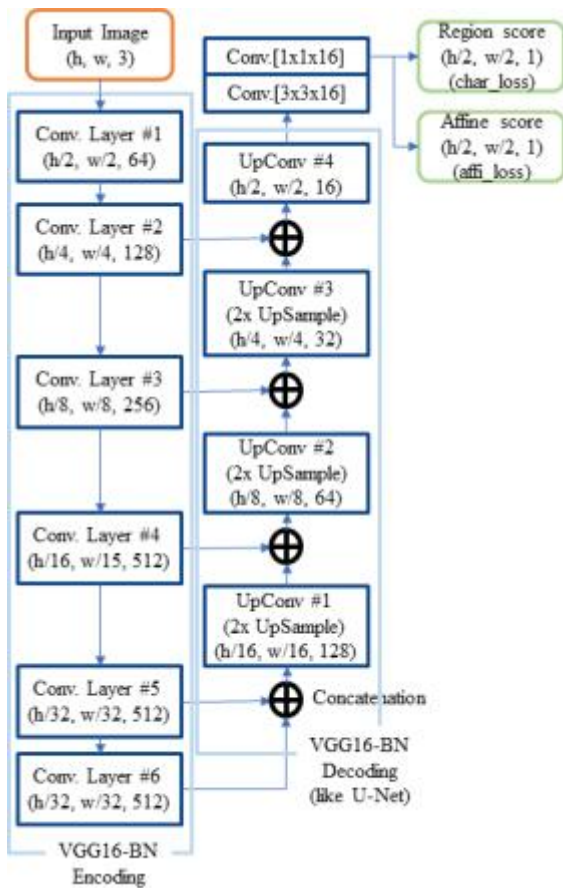 Input Image
(h, w, 3)
Conv. Layer #1
(h/2, w/2, 64)
Conv. Layer #2
(h/4, w/4, 128)
Conv. Layer #3
(h/8, w/8, 256)
Conv. Layer #4
(h/16, w/15, 512)
Conv. Layer #5
(h/32, w/32, 512)
Conv. Layer #6
(h/32, w/32, 512)
VGG16-BN
Encoding
Conv.[1x1x16]
Conv.[3x3x16]
UpConv #4
(h/2, w/2, 16)
UpConv #3
(2x UpSample)
(h/4, w/4, 32)
UpConv #2
(2x UpSample)
(h/8, w/8, 64)
UpConv #1
(2x UpSample)
(h/16, w/16, 128)
Concatenation
VGG16-BN
Decoding
(like U-Net)
Region score
(h/2, w/2, 1)
(char_loss)
Affine score
(h/2, w/2, 1)
(affi_loss)